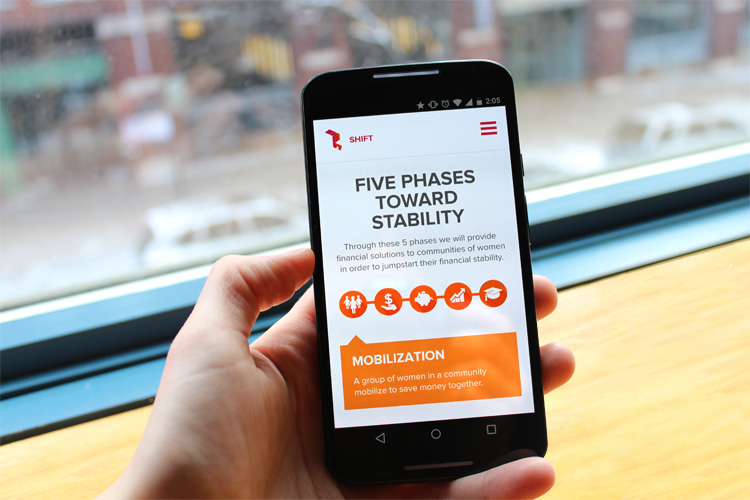 2:05
SHIFT
FIVE PHASES
TOWARD
STABILITY
Through these 5 phases we will provide
financial solutions to communities of women
in order to jumpstart their financial stability.
$
MOBILIZATION
A group of women in a community
mobilize to save money together.